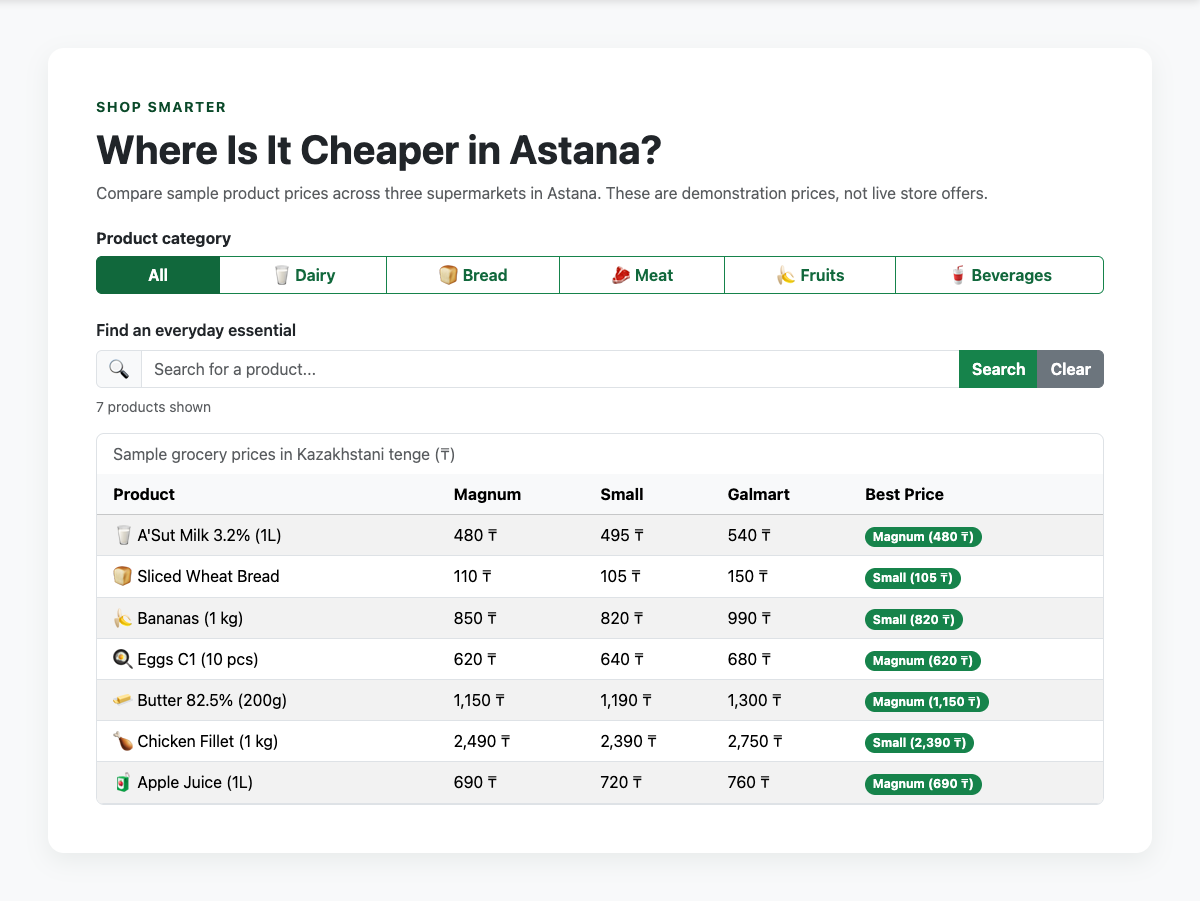 SHOP SMARTER
Where Is It Cheaper in Astana?
Compare sample product prices across three supermarkets in Astana. These are demonstration prices, not live store offers.
Product category
All Dairy Bread Meat Fruits Beverages
Find an everyday essential
Search for a product... Search Clear
7 products shown
Sample grocery prices in Kazakhstani tenge (₸)
Product Magnum Small Galmart Best Price
A'Sut Milk 3.2% (1L) 480 ₸ 495 ₸ 540 ₸ Magnum (480 ₸)
Sliced Wheat Bread 110 ₸ 105 ₸ 150 ₸ Small (105 ₸)
Bananas (1 kg) 850 ₸ 820 ₸ 990 ₸ Small (820 ₸)
Eggs C1 (10 pcs) 620 ₸ 640 ₸ 680 ₸ Magnum (620 ₸)
Butter 82.5% (200g) 1,150 ₸ 1,190 ₸ 1,300 ₸ Magnum (1,150 ₸)
Chicken Fillet (1 kg) 2,490 ₸ 2,390 ₸ 2,750 ₸ Small (2,390 ₸)
Apple Juice (1L) 690 ₸ 720 ₸ 760 ₸ Magnum (690 ₸)